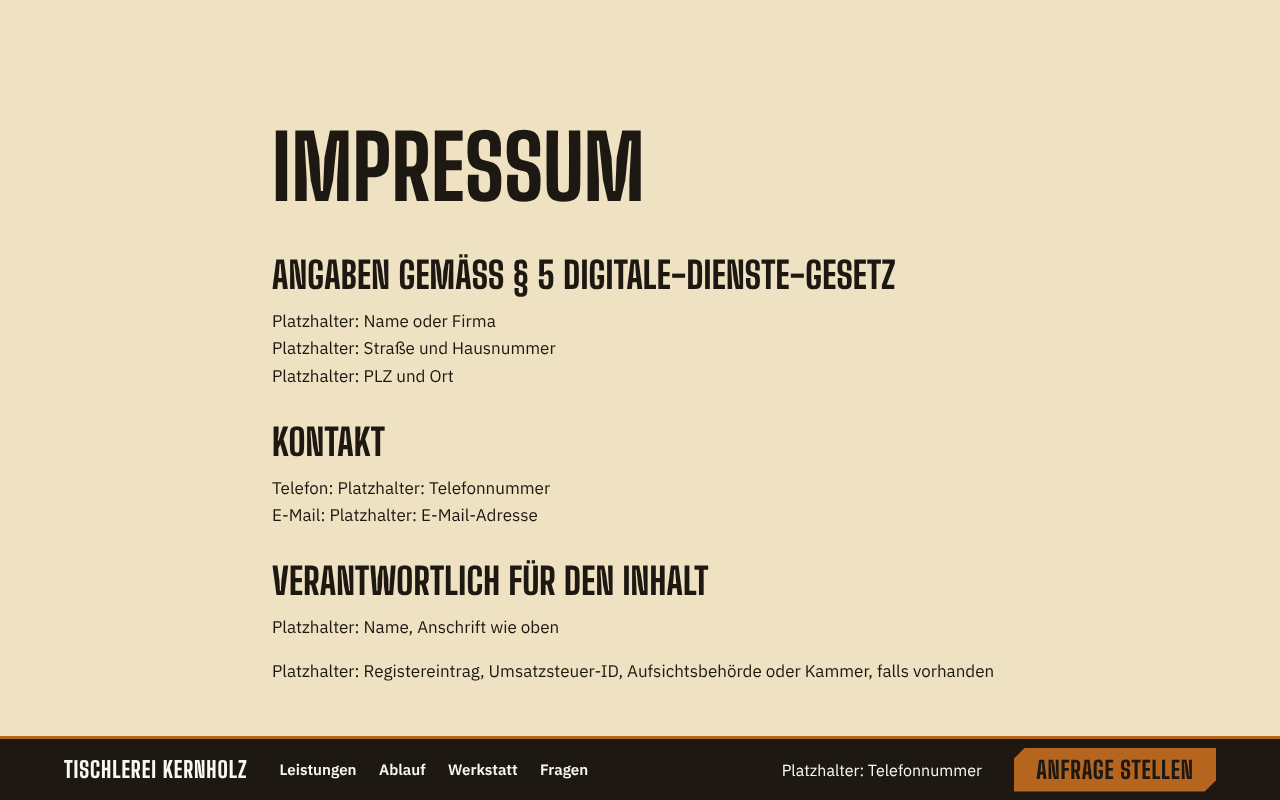 IMPRESSUM
ANGABEN GEMÄSS § 5 DIGITALE-DIENSTE-GESETZ
Platzhalter: Name oder Firma
Platzhalter: Straße und Hausnummer
Platzhalter: PLZ und Ort
KONTAKT
Telefon: Platzhalter: Telefonnummer
E-Mail: Platzhalter: E-Mail-Adresse
VERANTWORTLICH FÜR DEN INHALT
Platzhalter: Name, Anschrift wie oben
Platzhalter: Registereintrag, Umsatzsteuer-ID, Aufsichtsbehörde oder Kammer, falls vorhanden
TISCHLEREI KERNHOLZ Leistungen Ablauf Werkstatt Fragen Platzhalter: Telefonnummer ANFRAGE STELLEN